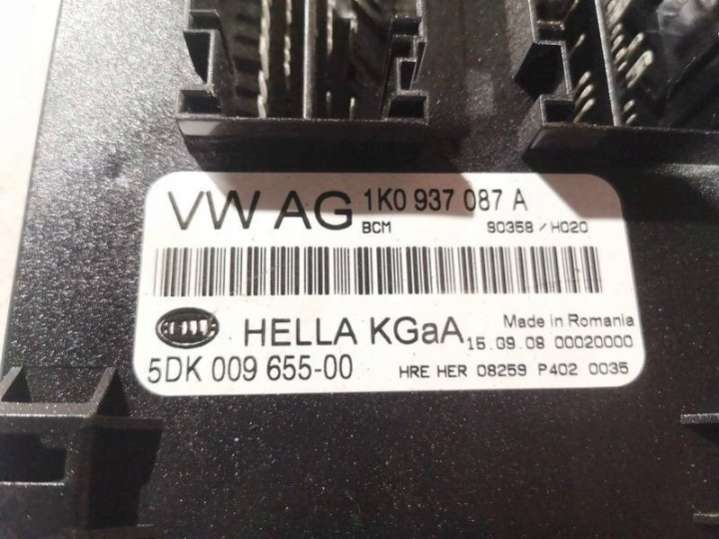 VW AG 1K0 937 087 A
BCM 90358 / H020
HELLA HELLA KGaA Made in Romania
15.09.08 00020000
5DK 009 655-00 HRE HER 08259 P402 0035